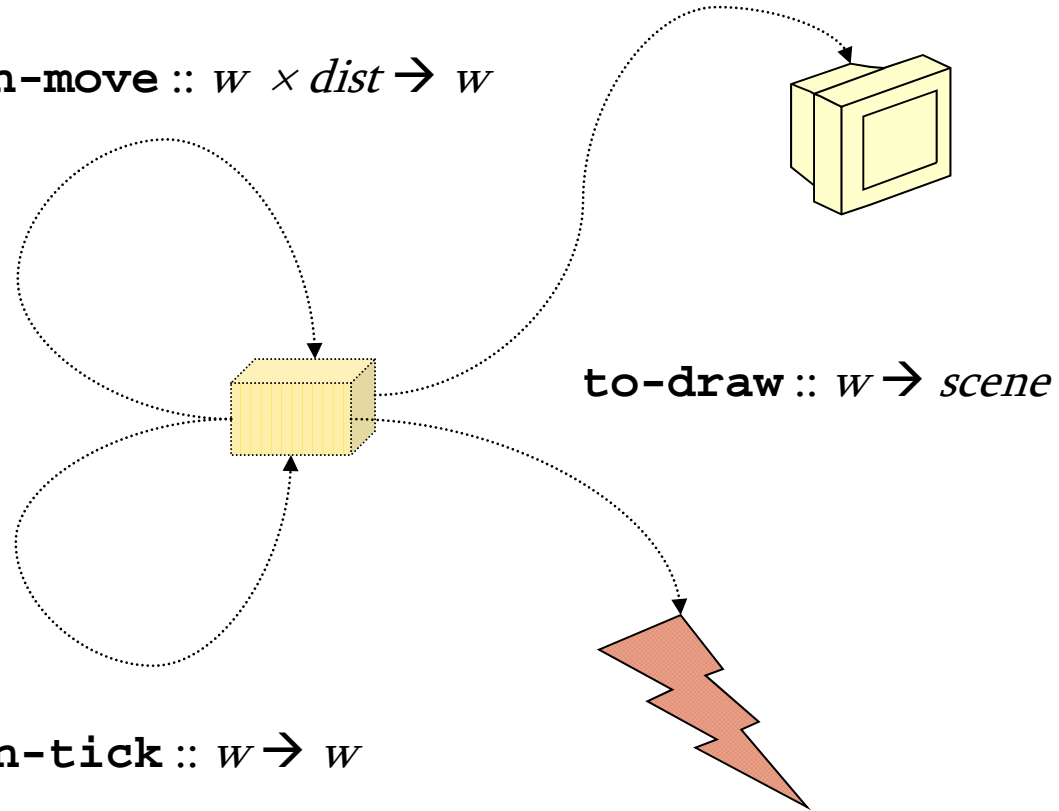 n-move :: w × dist → w
to-draw :: w → scene
n-tick :: w → w